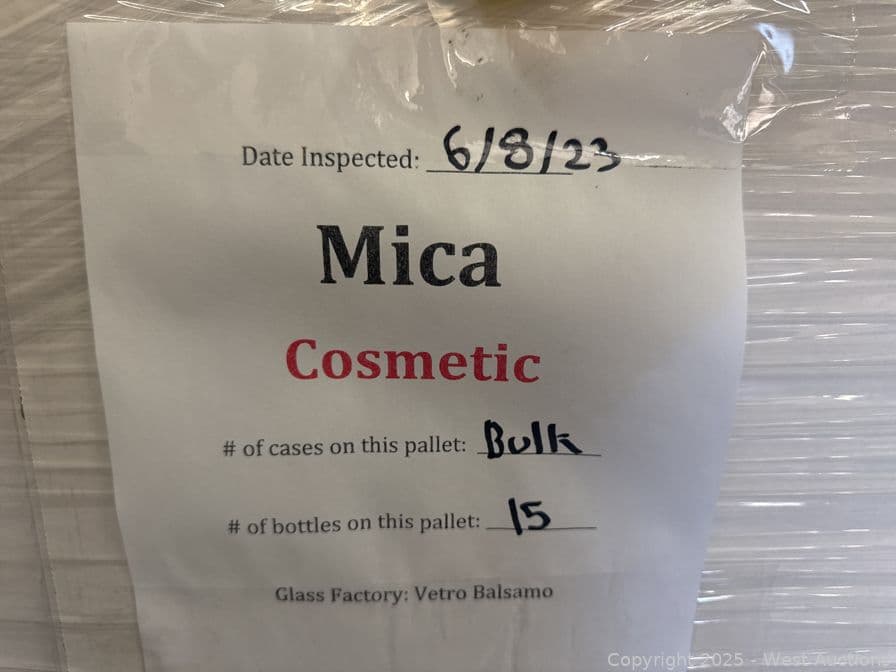 Date Inspected: 6/8/23
Mica
Cosmetic
# of cases on this pallet: Bulk
# of bottles on this pallet: 15
Glass Factory: Vetro Balsamo
Copyright 2025 - West Auctions